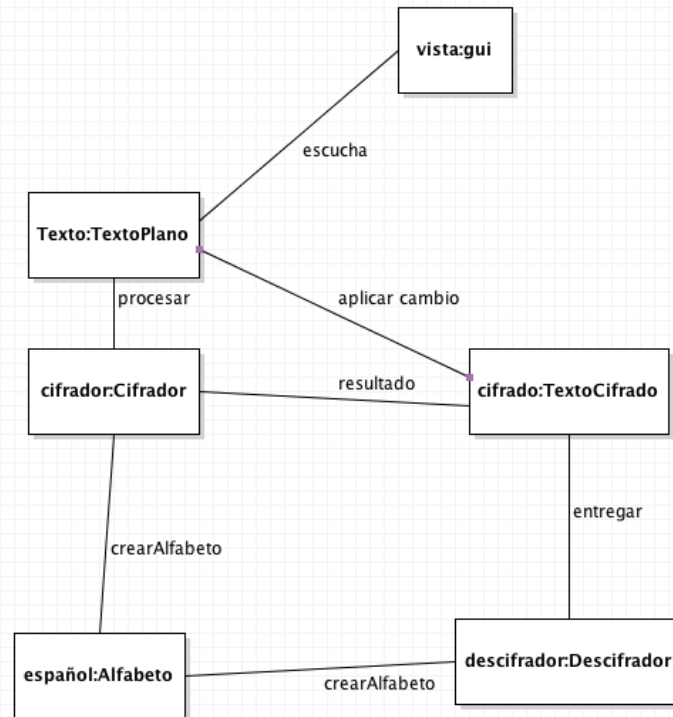 vista:gui
escucha
Texto:TextoPlano
procesar
aplicar cambio
cifrador:Cifrador
resultado
cifrado:TextoCifrado
entregar
crearAlfabeto
español:Alfabeto
descifrador:Descifrador
crearAlfabeto